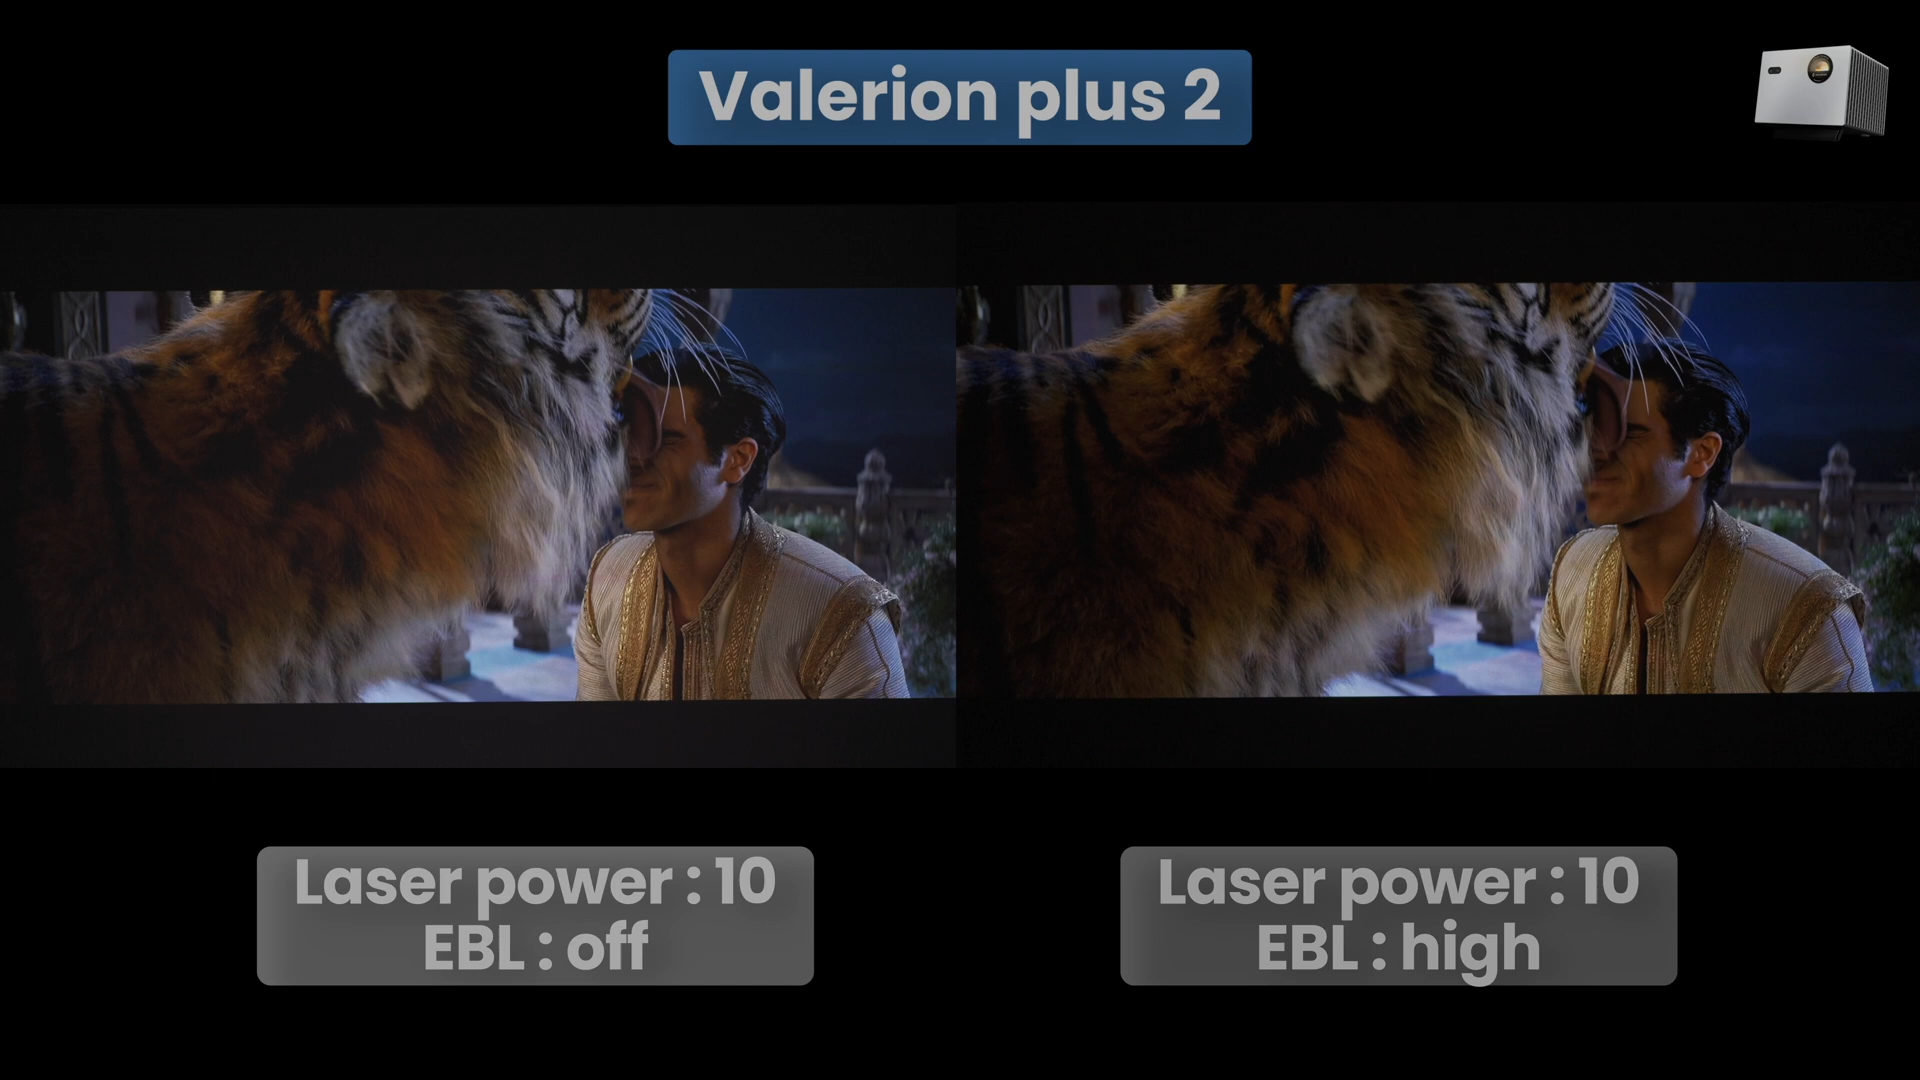 Valerion plus 2
Laser power : 10
EBL : off
Laser power : 10
EBL : high